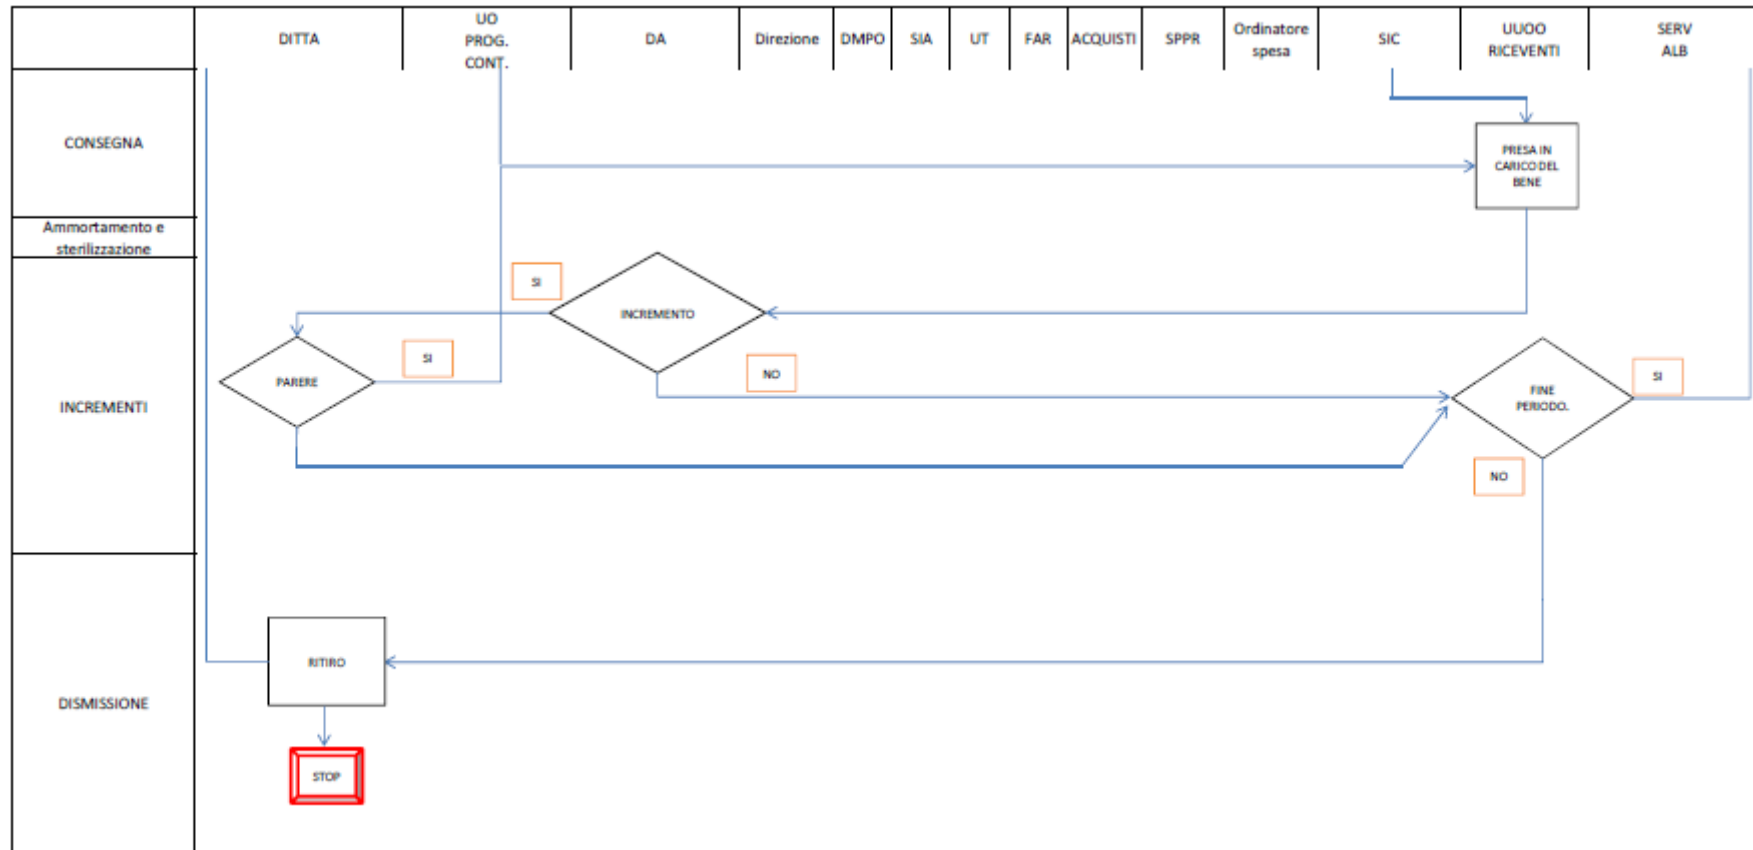 DITTA
UO
PROG.
CONT.
DA
Direzione
DMPO
SIA
UT
FAR
ACQUISTI
SPPR
Ordinatore
spesa
SIC
UUOO
RICEVENTI
SERV
ALB
CONSEGNA
PRESA IN
CARICO DEL
BENE
Ammortamento e
sterilizzazione
INCREMENTI
SI
INCREMENTO
SI
PARERE
NO
FINE
PERIODO.
SI
NO
DISMISSIONE
RITIRO
STOP